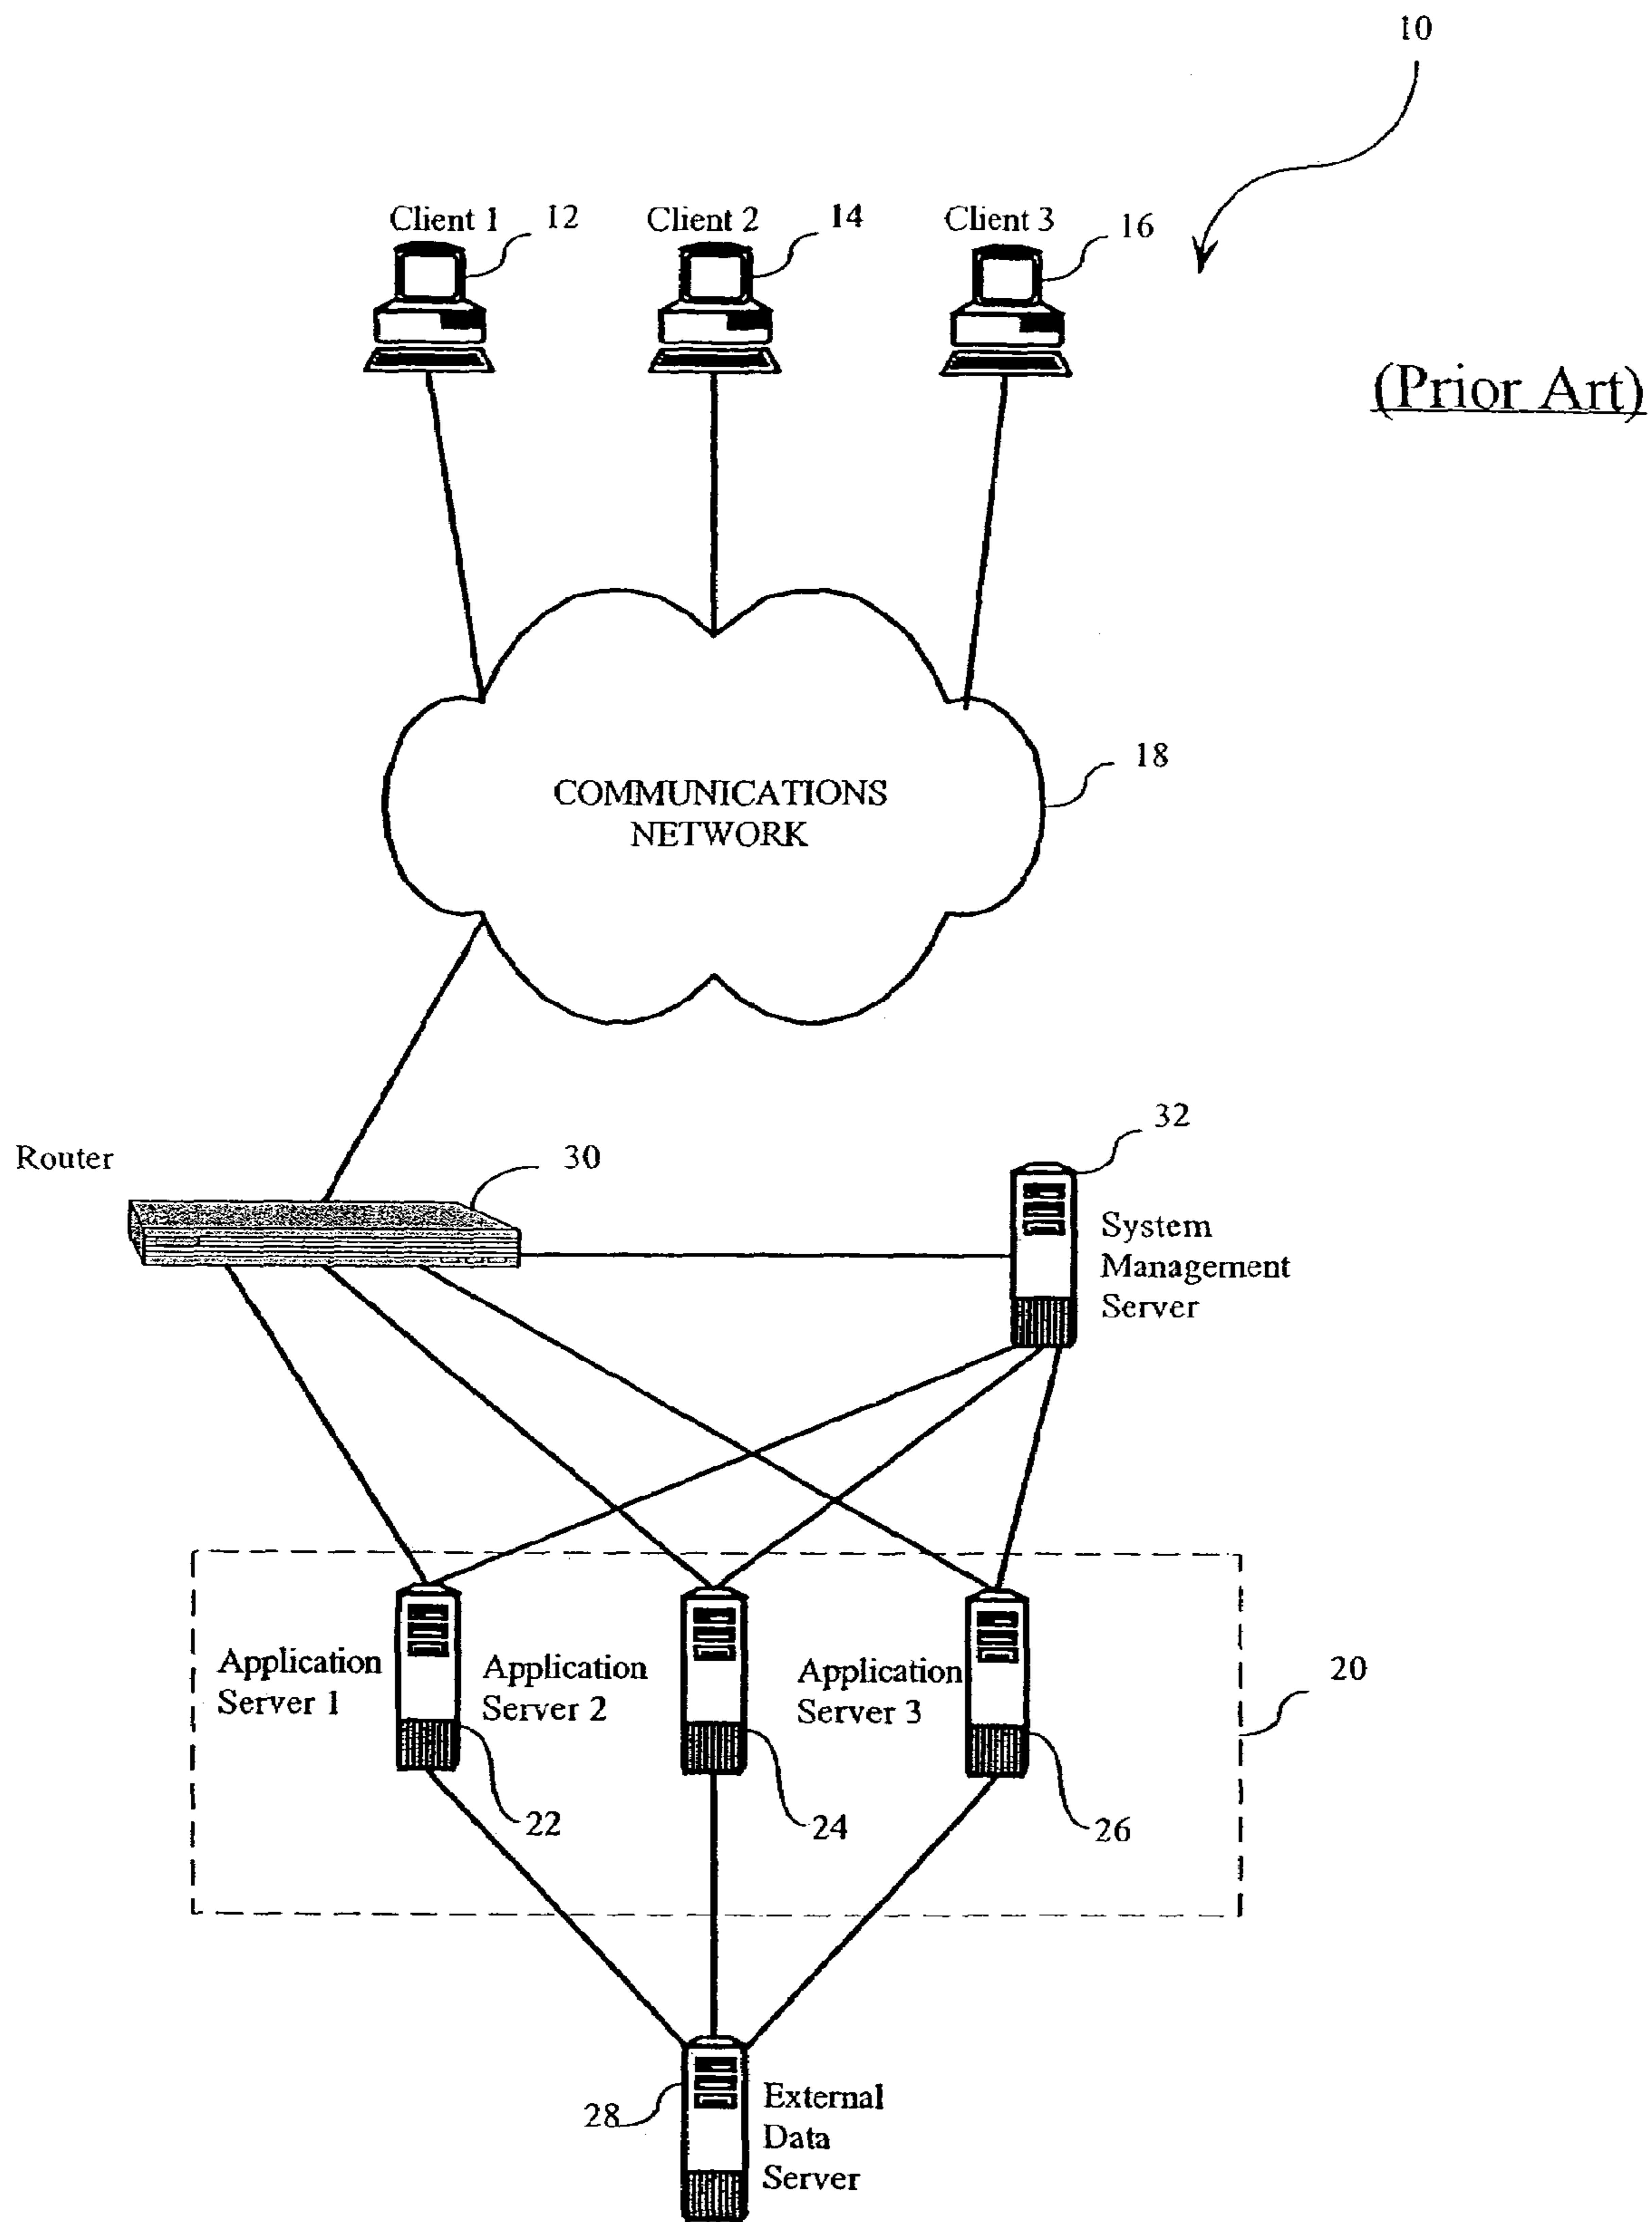 10
Client 1
12
Client 2
14
Client 3
16
(Prior Art)
18
COMMUNICATIONS
NETWORK
32
Router
30
System
Management
Server
Application
Server 1
Application
Server 2
Application
Server 3
20
22
24
26
28
External
Data
Server